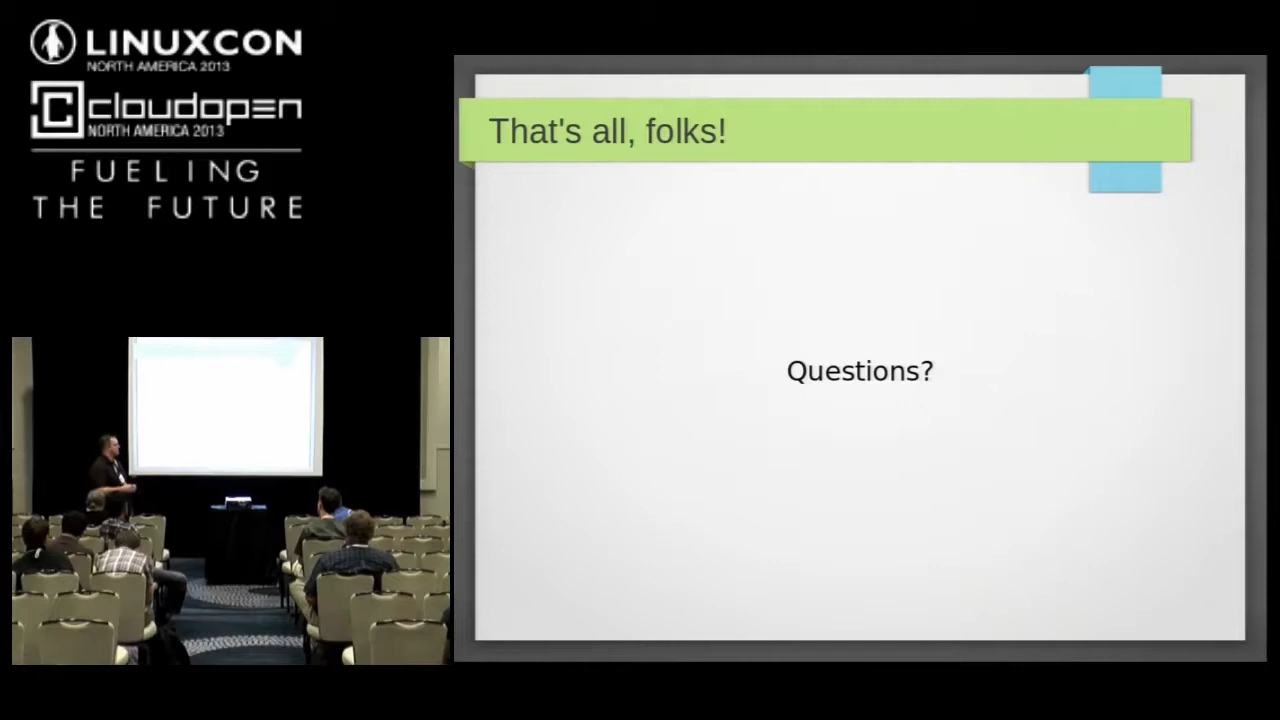 LINUXCON
NORTH AMERICA 2013
cloudopen
NORTH AMERICA 2013
FUELING
THE FUTURE
That's all, folks!
Questions?